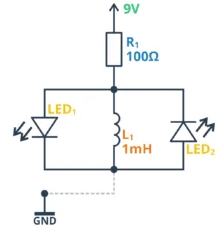 9V
R₁
100Ω
LED₁
L₁
1mH
LED₂
GND